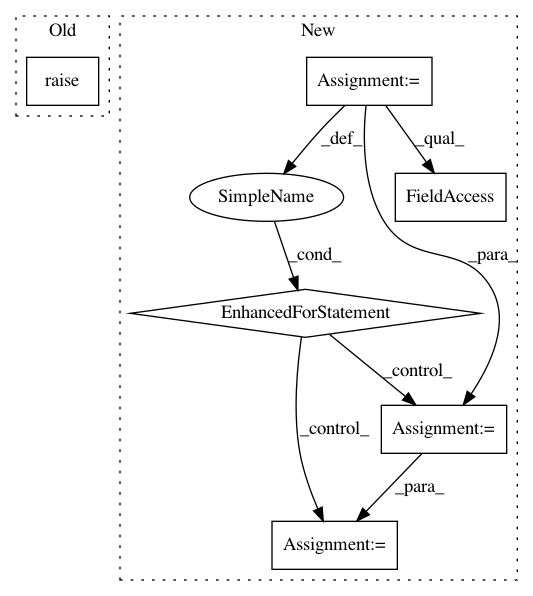 Old
New
raise
Assignment:=
_def_
_qual_
SimpleName
FieldAccess
_cond_
_para_
EnhancedForStatement
_control_
_control_
Assignment:=
_para_
Assignment:=